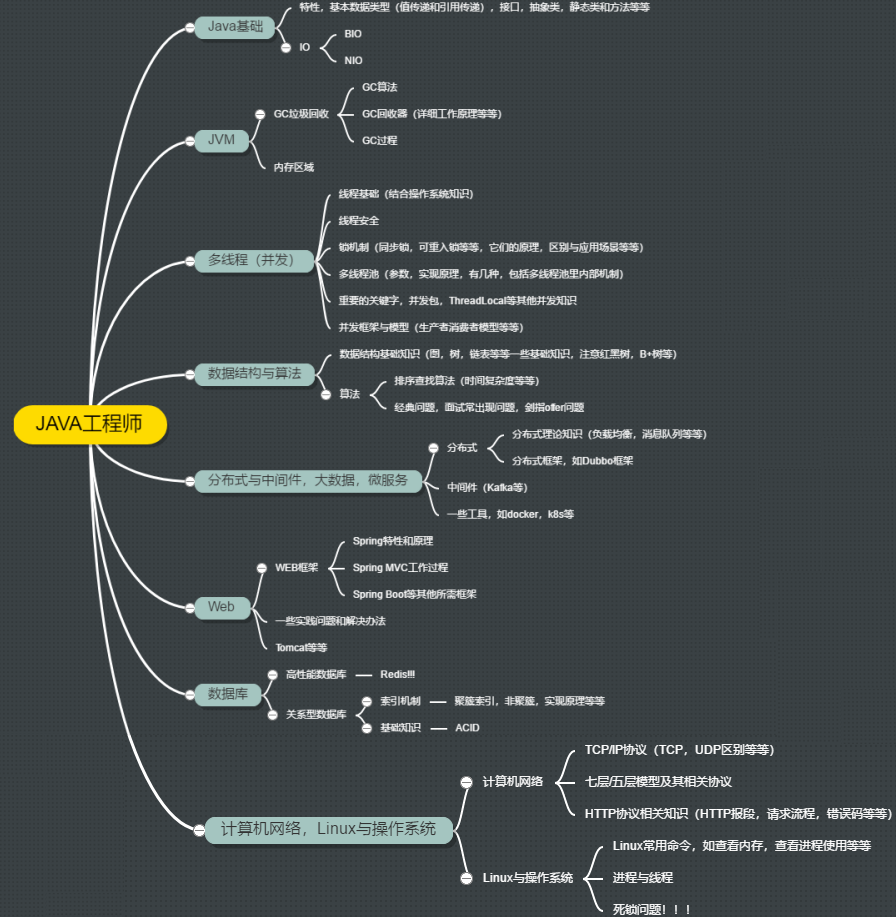 JAVA工程师
Java基础
特性，基本数据类型（值传递和引用传递），接口，抽象类，静态类和方法等等
IO
BIO
NIO
JVM
GC垃圾回收
GC算法
GC回收器（详细工作原理等等）
GC过程
内存区域
多线程（并发）
线程基础（结合操作系统知识）
线程安全
锁机制（同步锁，可重入锁等等，它们的原理，区别与应用场景等等）
多线程池（参数，实现原理，有几种，包括多线程池里内部机制）
重要的关键字，并发包，ThreadLocal等其他并发知识
并发框架与模型（生产者消费者模型等等）
数据结构与算法
数据结构基础知识（图，树，链表等等一些基础知识，注意红黑树，B+树等）
算法
排序查找算法（时间复杂度等等）
经典问题，面试常出现问题，剑指offer问题
分布式与中间件，大数据，微服务
分布式
分布式理论知识（负载均衡，消息队列等等）
分布式框架，如Dubbo框架
中间件（Kafka等）
一些工具，如docker，k8s等
Web
WEB框架
Spring特性和原理
Spring MVC工作过程
Spring Boot等其他所需框架
一些实践问题和解决办法
Tomcat等等
数据库
高性能数据库
Redis!!!
关系型数据库
索引机制
聚簇索引，非聚簇，实现原理等等
基础知识
ACID
计算机网络，Linux与操作系统
计算机网络
TCP/IP协议（TCP，UDP区别等等）
七层/五层模型及其相关协议
HTTP协议相关知识（HTTP报段，请求流程，错误码等等）
Linux与操作系统
Linux常用命令，如查看内存，查看进程使用等等
进程与线程
死锁问题！！！